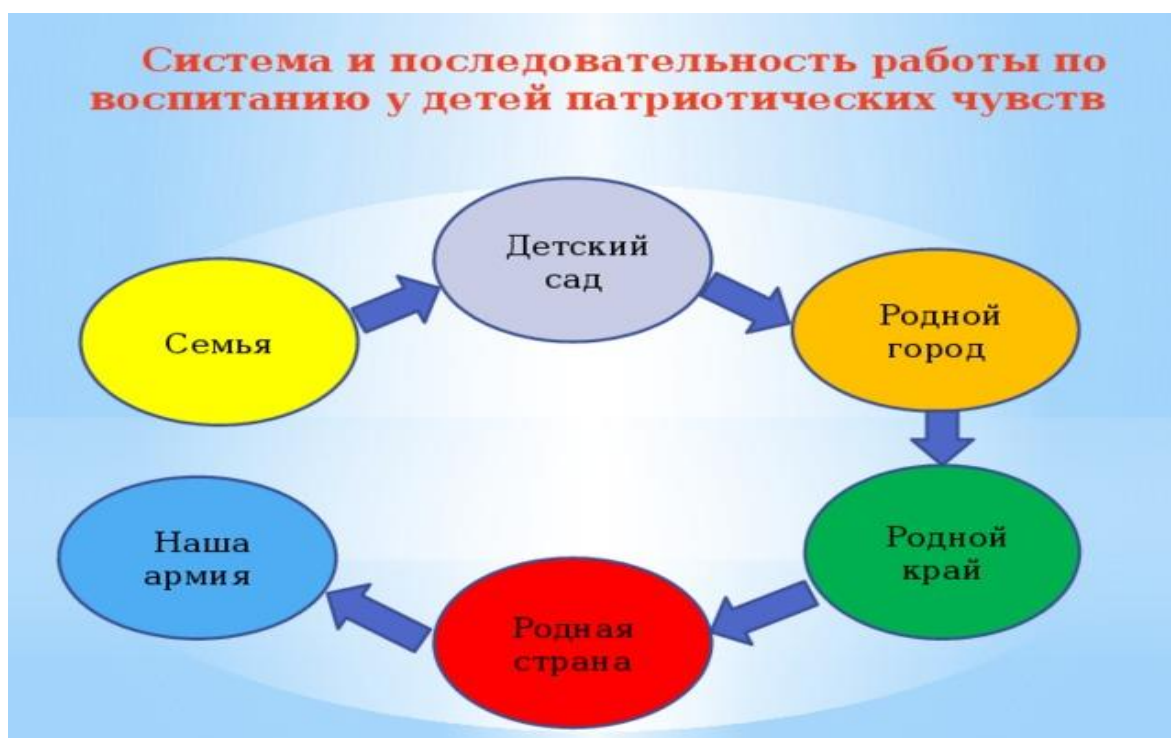 Система и последовательность работы по
воспитанию у детей патриотических чувств
Семья
Детский
сад
Родной
город
Родной
край
Родная
страна
Наша
армия